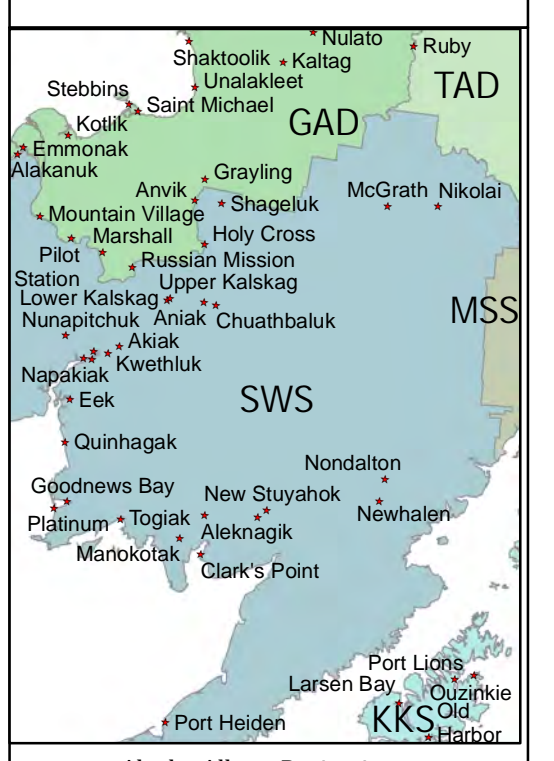 Nulato
Ruby
Shaktoolik
Kaltag
TAD
Stebbins
Unalakleet
Saint Michael
GAD
Kotlik
Emmonak
Alakanuk
Grayling
Anvik
McGrath
Nikolai
Shageluk
Mountain Village
Marshall
Holy Cross
Pilot
Station
Russian Mission
Upper Kalskag
Lower Kalskag
Aniak
Chuathbaluk
MSS
Nunapitchuk
Akiak
Kwethluk
Napakiak
Eek
SWS
Quinhagak
Nondalton
Goodnews Bay
New Stuyahok
Newhalen
Platinum
Togiak
Aleknagik
Manokotak
Clark's Point
Port Lions
Larsen Bay
Ouzinkie
KKS
Old
Harbor
Port Heiden